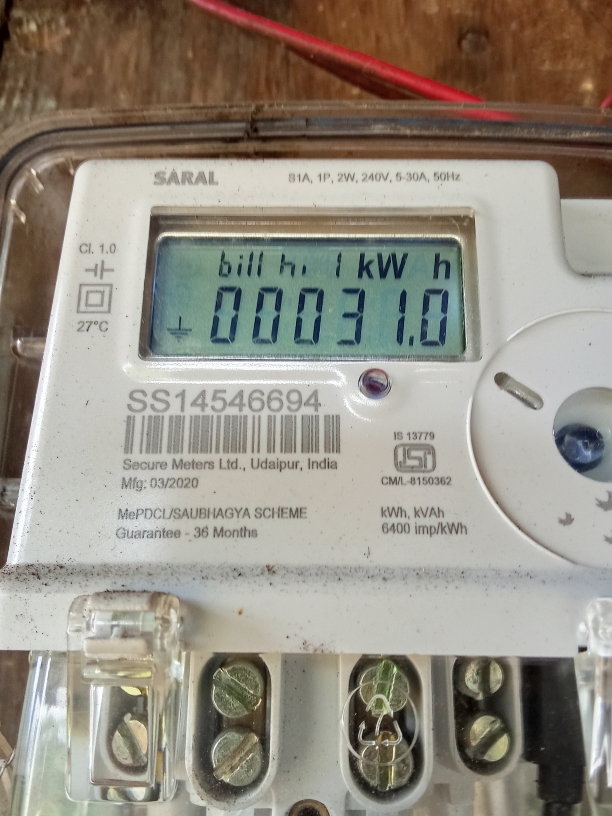 SARAL
S1A, 1P, 2W, 240V, 5-30A, 50Hz
Cl. 1.0
27°C
bill hi 1 kW h
00031.0
SS14546694
Secure Meters Ltd., Udaipur, India
Mfg: 03/2020
IS 13779
ISI
CM/L-8150362
MePDCL/SAUBHAGYA SCHEME
Guarantee - 36 Months
kWh, kVAh
6400 imp/kWh